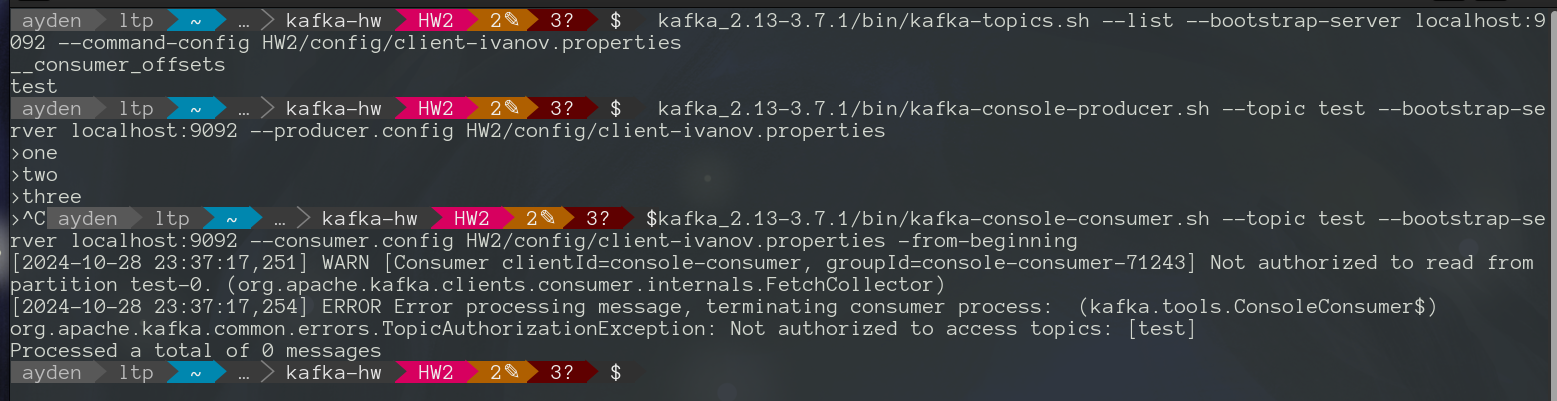 ayden ltp ~ … kafka-hw HW2 2✎ 3? $ kafka_2.13-3.7.1/bin/kafka-topics.sh --list --bootstrap-server localhost:9
092 --command-config HW2/config/client-ivanov.properties
__consumer_offsets
test
ayden ltp ~ … kafka-hw HW2 2✎ 3? $ kafka_2.13-3.7.1/bin/kafka-console-producer.sh --topic test --bootstrap-se
rver localhost:9092 --producer.config HW2/config/client-ivanov.properties
>one
>two
>three
>^C ayden ltp ~ … kafka-hw HW2 2✎ 3? $kafka_2.13-3.7.1/bin/kafka-console-consumer.sh --topic test --bootstrap-se
rver localhost:9092 --consumer.config HW2/config/client-ivanov.properties -from-beginning
[2024-10-28 23:37:17,251] WARN [Consumer clientId=console-consumer, groupId=console-consumer-71243] Not authorized to read from
partition test-0. (org.apache.kafka.clients.consumer.internals.FetchCollector)
[2024-10-28 23:37:17,254] ERROR Error processing message, terminating consumer process:  (kafka.tools.ConsoleConsumer$)
org.apache.kafka.common.errors.TopicAuthorizationException: Not authorized to access topics: [test]
Processed a total of 0 messages
ayden ltp ~ … kafka-hw HW2 2✎ 3? $